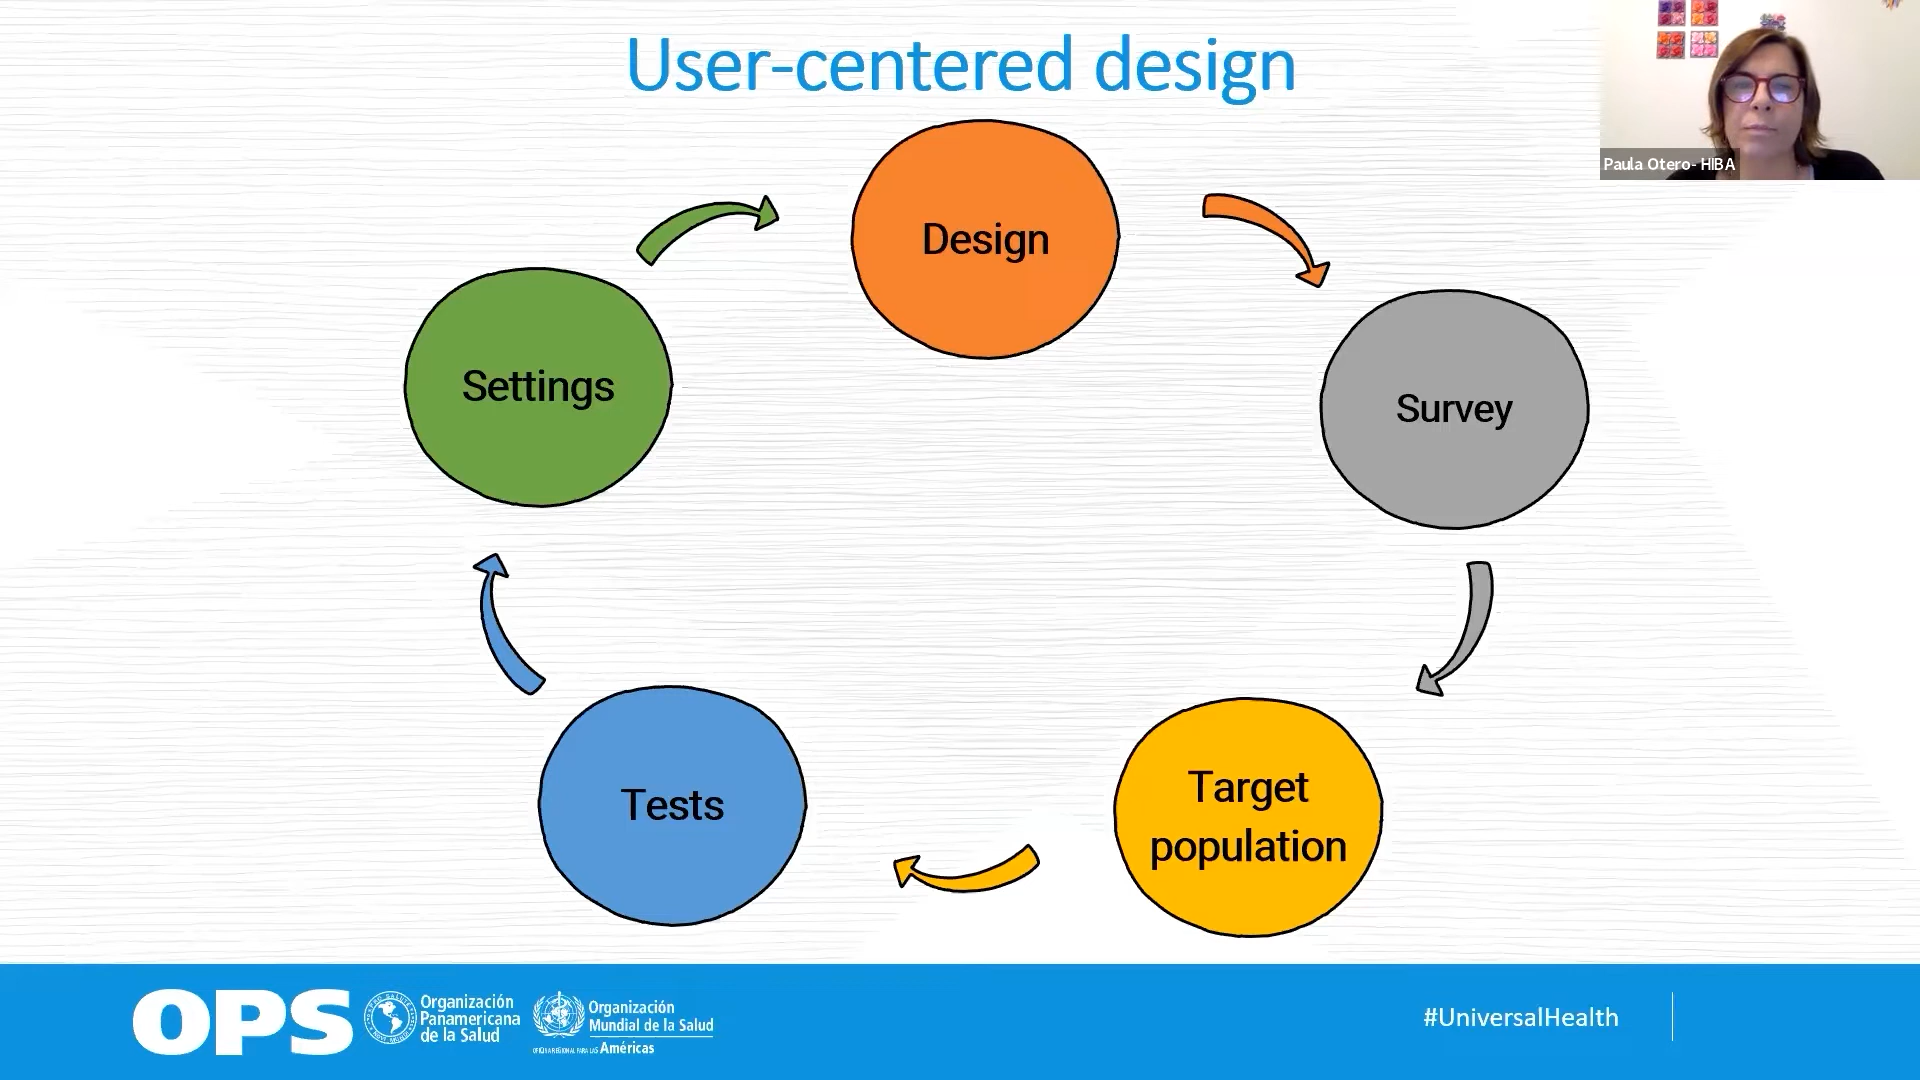 User-centered design
Paula Otero- HIBA
Design
Settings
Survey
Target
population
Tests
OPS
Organización
Panamericana
de la Salud
Organización
Mundial de la Salud
OFICINA REGIONAL PARA LAS Américas
#UniversalHealth